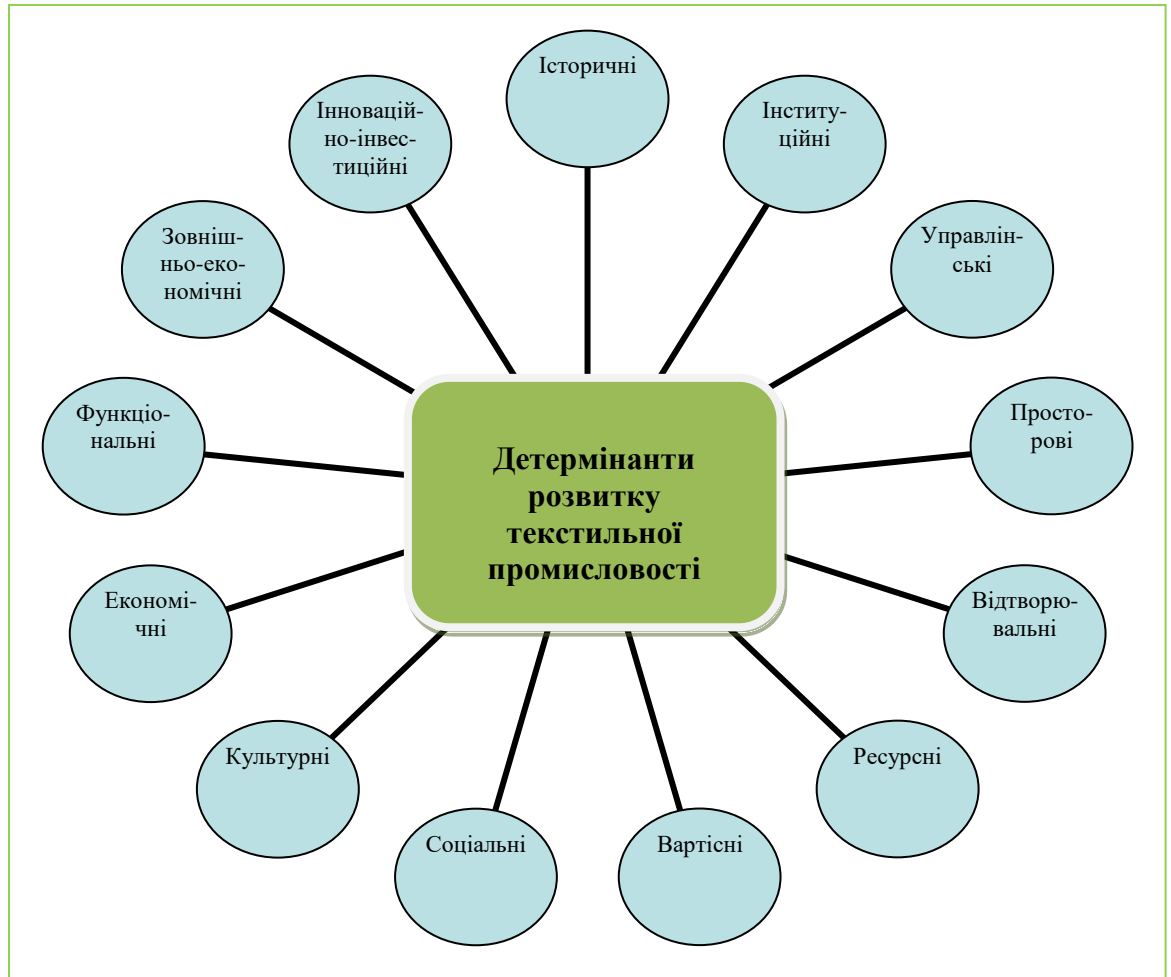 Історичні
Інститу-
ційні
Управлін-
ські
Просто-
рові
Відтворю-
вальні
Ресурсні
Вартісні
Соціальні
Культурні
Економі-
чні
Функціо-
нальні
Зовніш-
ньо-еко-
номічні
Інновацій-
но-інвес-
тиційні
Детермінанти
розвитку
текстильної
промисловості